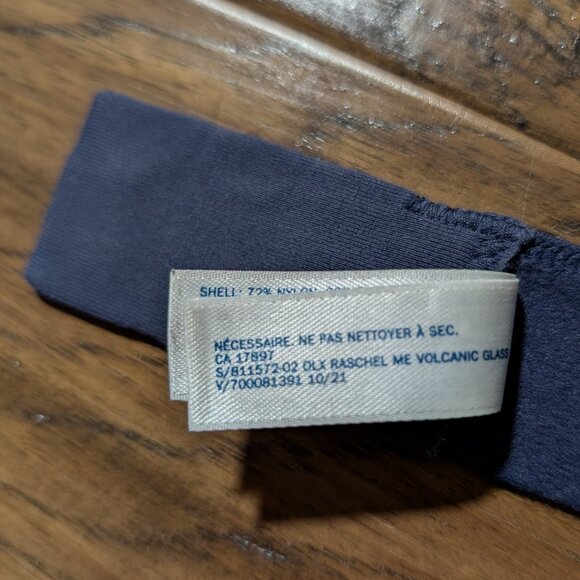 SHELL: 72% NYLON,
NÉCESSAIRE. NE PAS NETTOYER À SEC.
CA 17897
S/811572-02 OLX RASCHEL ME VOLCANIC GLASS
V/700081391 10/21